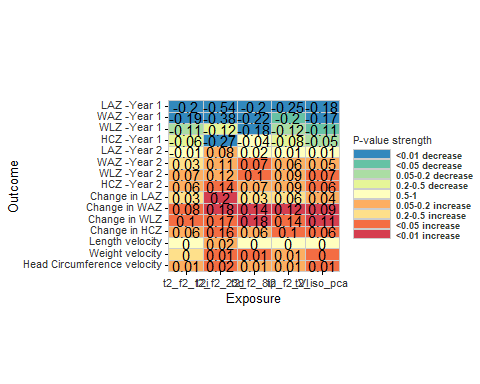 LAZ -Year 1 -0.2 -0.54 -0.2 -0.25 -0.18
WAZ -Year 1 -0.19 -0.38 -0.22 -0.2 -0.17
WLZ -Year 1 -0.11 -0.12 -0.18 -0.12 -0.11
HCZ -Year 1 -0.06 -0.27 -0.04 -0.08 -0.05
LAZ -Year 2 -0.01 0.08 0.02 0.01 0.01
WAZ -Year 2 0.03 0.11 0.07 0.06 0.05
WLZ -Year 2 0.07 0.12 0.1 0.09 0.07
HCZ -Year 2 0.06 0.14 0.07 0.09 0.06
Change in LAZ 0.03 0.2 0.03 0.06 0.04
Change in WAZ 0.08 0.18 0.14 0.12 0.09
Change in WLZ 0.1 0.17 0.18 0.14 0.11
Change in HCZ 0.06 0.16 0.06 0.1 0.06
Length velocity 0 0.02 0 0 0
Weight velocity 0 0.01 0.01 0.01 0
Head Circumference velocity 0.01 0.02 0.01 0.01 0.01
Outcome
Exposure
P-value strength
<0.01 decrease
<0.05 decrease
0.05-0.2 decrease
0.2-0.5 decrease
0.5-1
0.2-0.5 increase
<0.05 increase
<0.01 increase